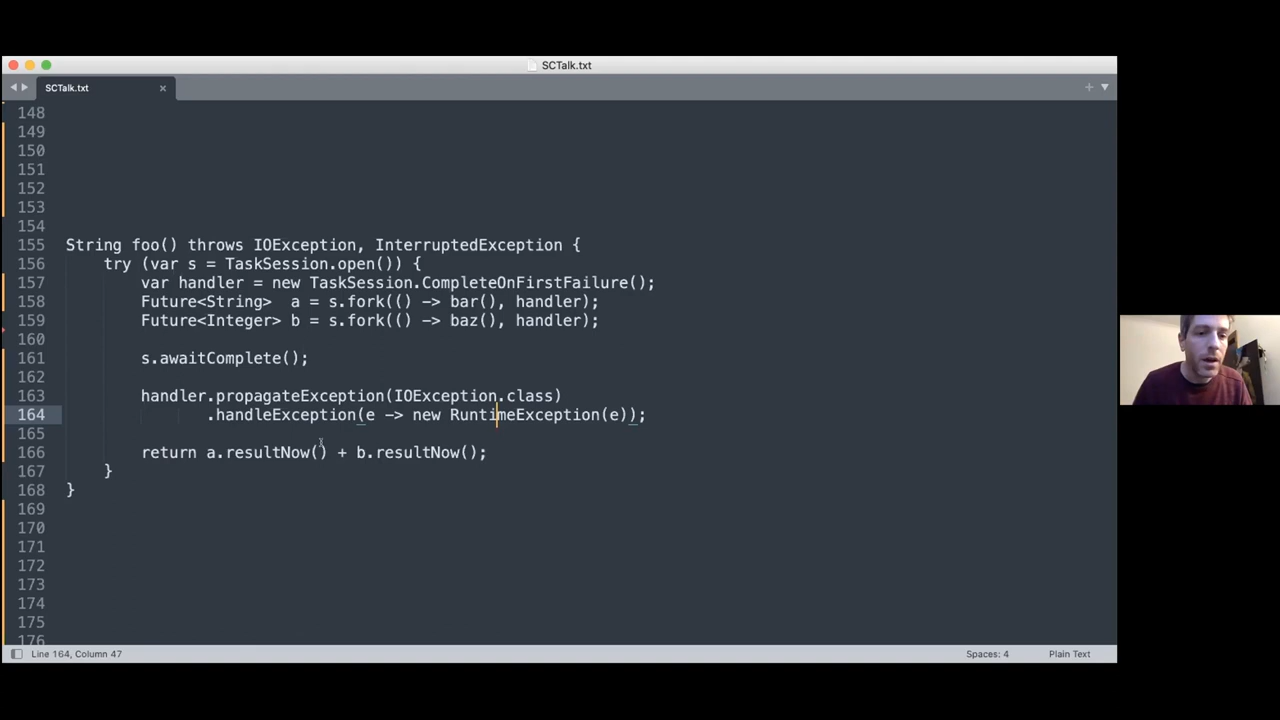 SCTalk.txt
SCTalk.txt
148
149
150
151
152
153
154
155 String foo() throws IOException, InterruptedException {
156 try (var s = TaskSession.open()) {
157 var handler = new TaskSession.CompleteOnFirstFailure();
158 Future<String>  a = s.fork(() -> bar(), handler);
159 Future<Integer> b = s.fork(() -> baz(), handler);
160
161 s.awaitComplete();
162
163 handler.propagateException(IOException.class)
164 .handleException(e -> new RuntimeException(e));
165
166 return a.resultNow() + b.resultNow();
167 }
168 }
169
170
171
172
173
174
175
176
Line 164, Column 47
Spaces: 4
Plain Text